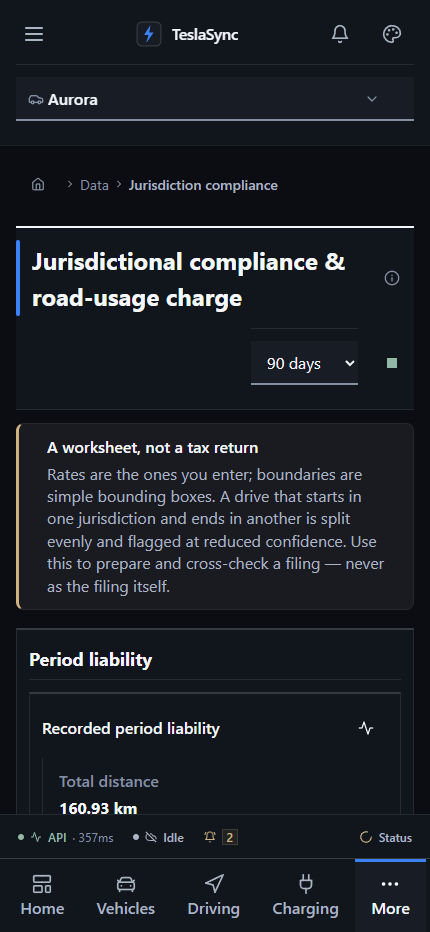 TeslaSync
Aurora
Data
Jurisdiction compliance
Jurisdictional compliance &
road-usage charge
90 days
A worksheet, not a tax return
Rates are the ones you enter; boundaries are
simple bounding boxes. A drive that starts in
one jurisdiction and ends in another is split
evenly and flagged at reduced confidence. Use
this to prepare and cross-check a filing — never
as the filing itself.
Period liability
Recorded period liability
Total distance
160.93 km
API · 357ms
Idle
2
Status
Home
Vehicles
Driving
Charging
More